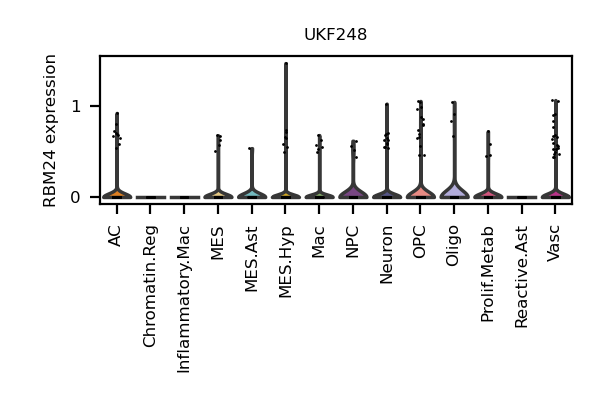 UKF248
RBM24 expression
1
0
AC
Chromatin.Reg
Inflammatory.Mac
MES
MES.Ast
MES.Hyp
Mac
NPC
Neuron
OPC
Oligo
Prolif.Metab
Reactive.Ast
Vasc